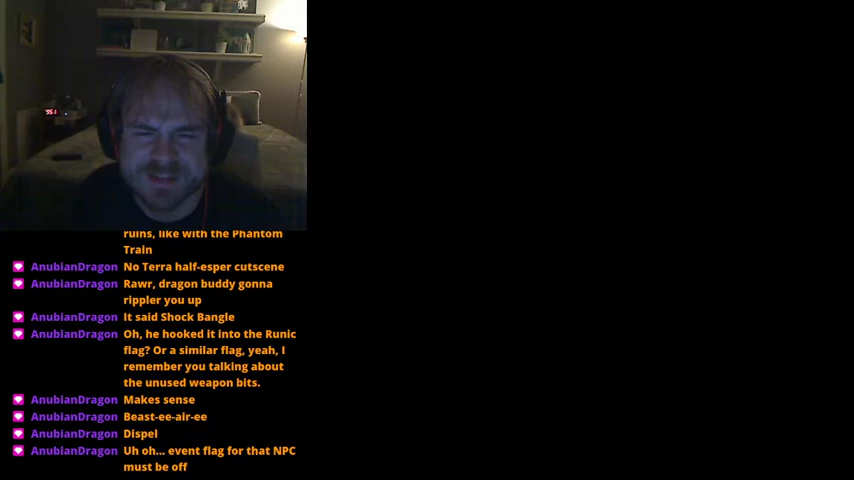 ruins, like with the Phantom
Train
AnubianDragon No Terra half-esper cutscene
AnubianDragon Rawr, dragon buddy gonna
rippler you up
AnubianDragon It said Shock Bangle
AnubianDragon Oh, he hooked it into the Runic
flag? Or a similar flag, yeah, I
remember you talking about
the unused weapon bits.
AnubianDragon Makes sense
AnubianDragon Beast-ee-air-ee
AnubianDragon Dispel
AnubianDragon Uh oh... event flag for that NPC
must be off